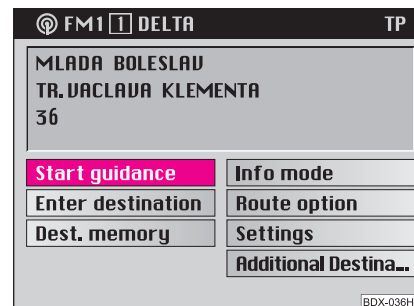 FM1 1 DELTA TP
MLADA BOLESLAV
TR.VACLAVA KLEMENTA
36
Start guidance
Info mode
Enter destination
Route option
Dest. memory
Settings
Additional Destina...
BDX-036H